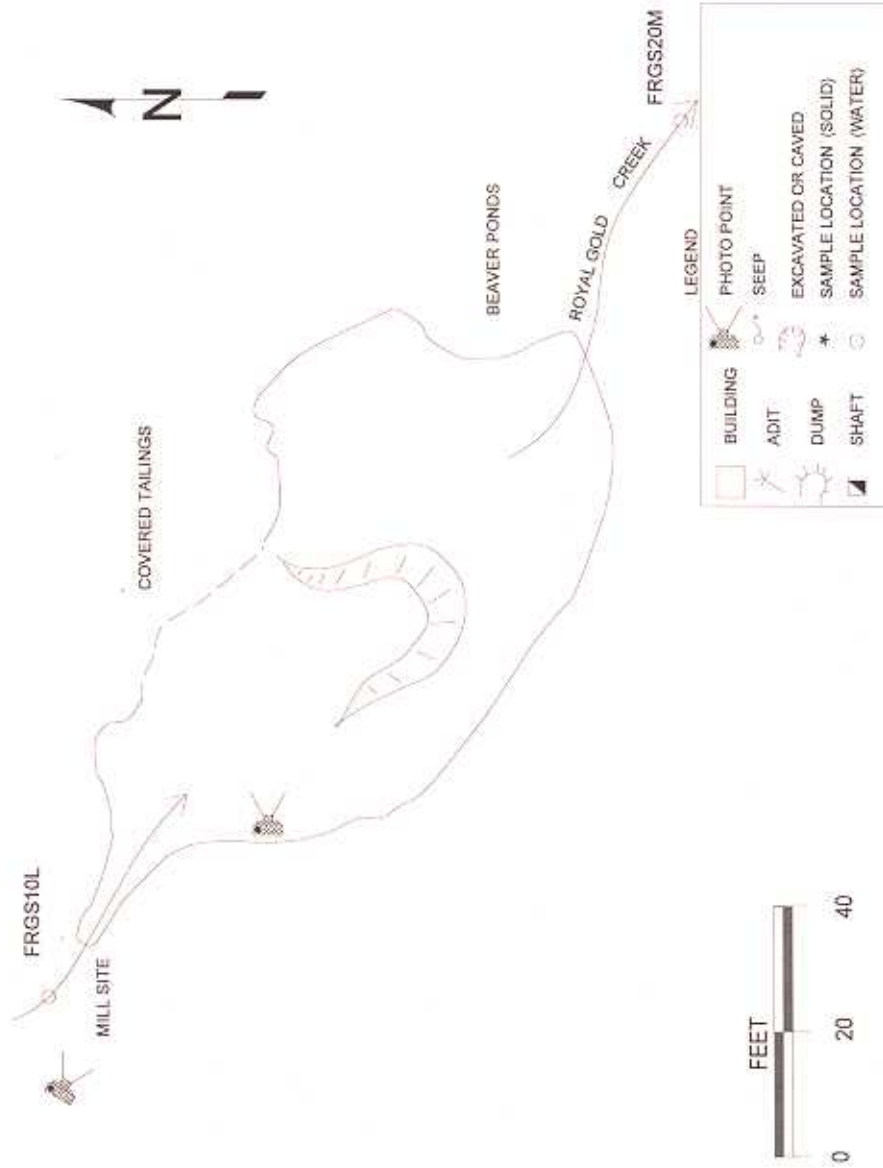 FRGS10L
MILL SITE
COVERED TAILINGS
N
BEAVER PONDS
ROYAL GOLD CREEK
FRGS20M
FEET
0 20 40
LEGEND
BUILDING
PHOTO POINT
ADIT
SEEP
DUMP
EXCAVATED OR CAVED
SHAFT
SAMPLE LOCATION (SOLID)
SAMPLE LOCATION (WATER)